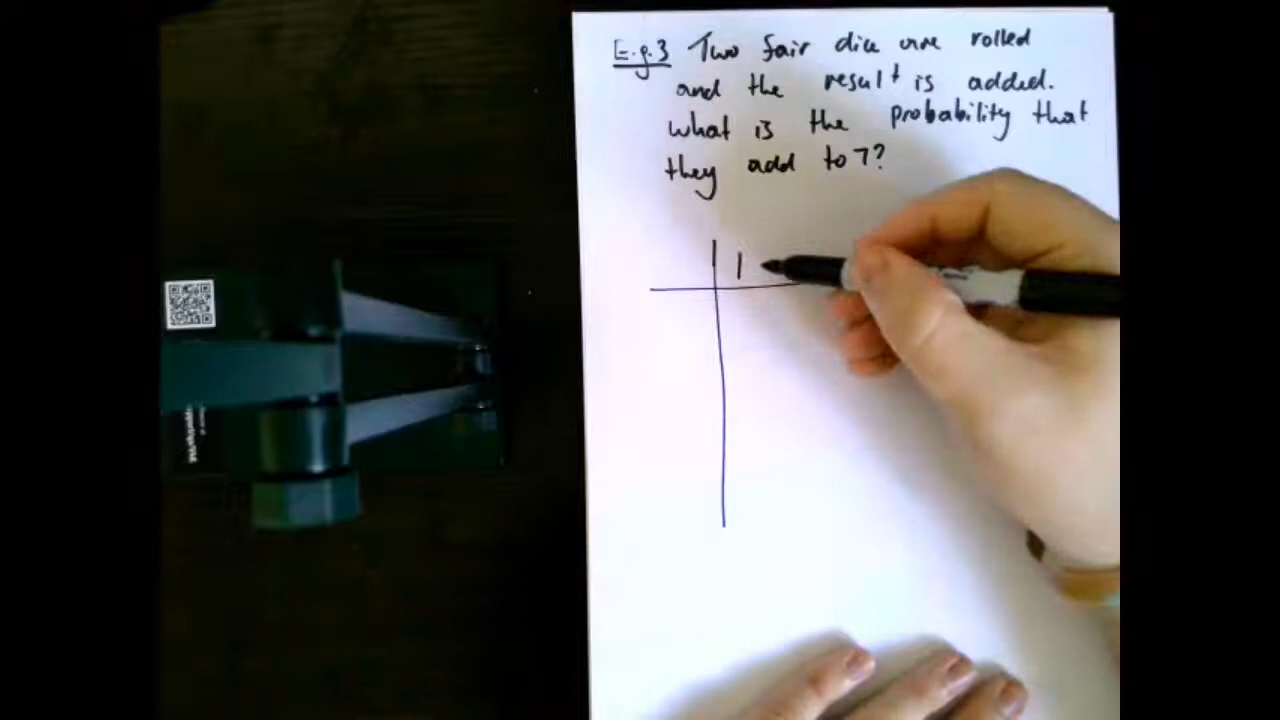 E.g.3 Two fair dice are rolled
and the result is added.
What is the probability that
they add to 7?
1